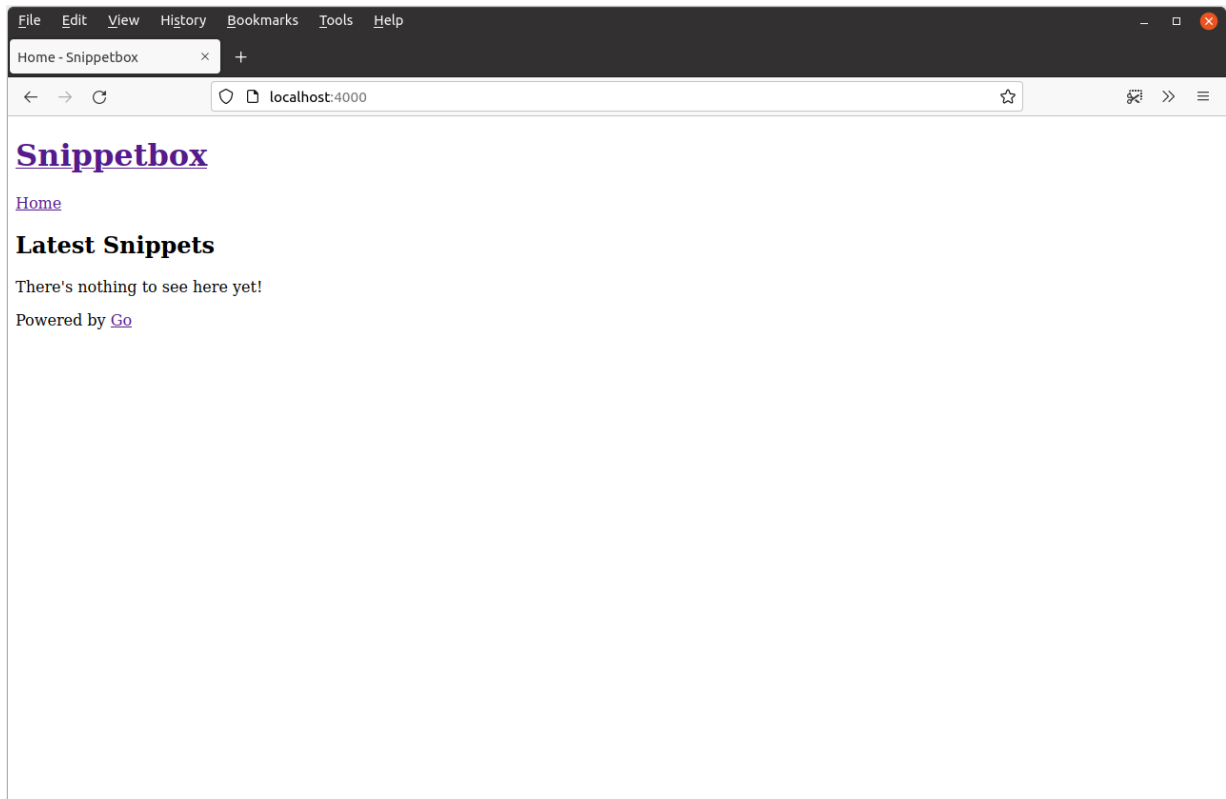 File Edit View History Bookmarks Tools Help
Home - Snippetbox
localhost:4000
Snippetbox
Home
Latest Snippets
There's nothing to see here yet!
Powered by Go